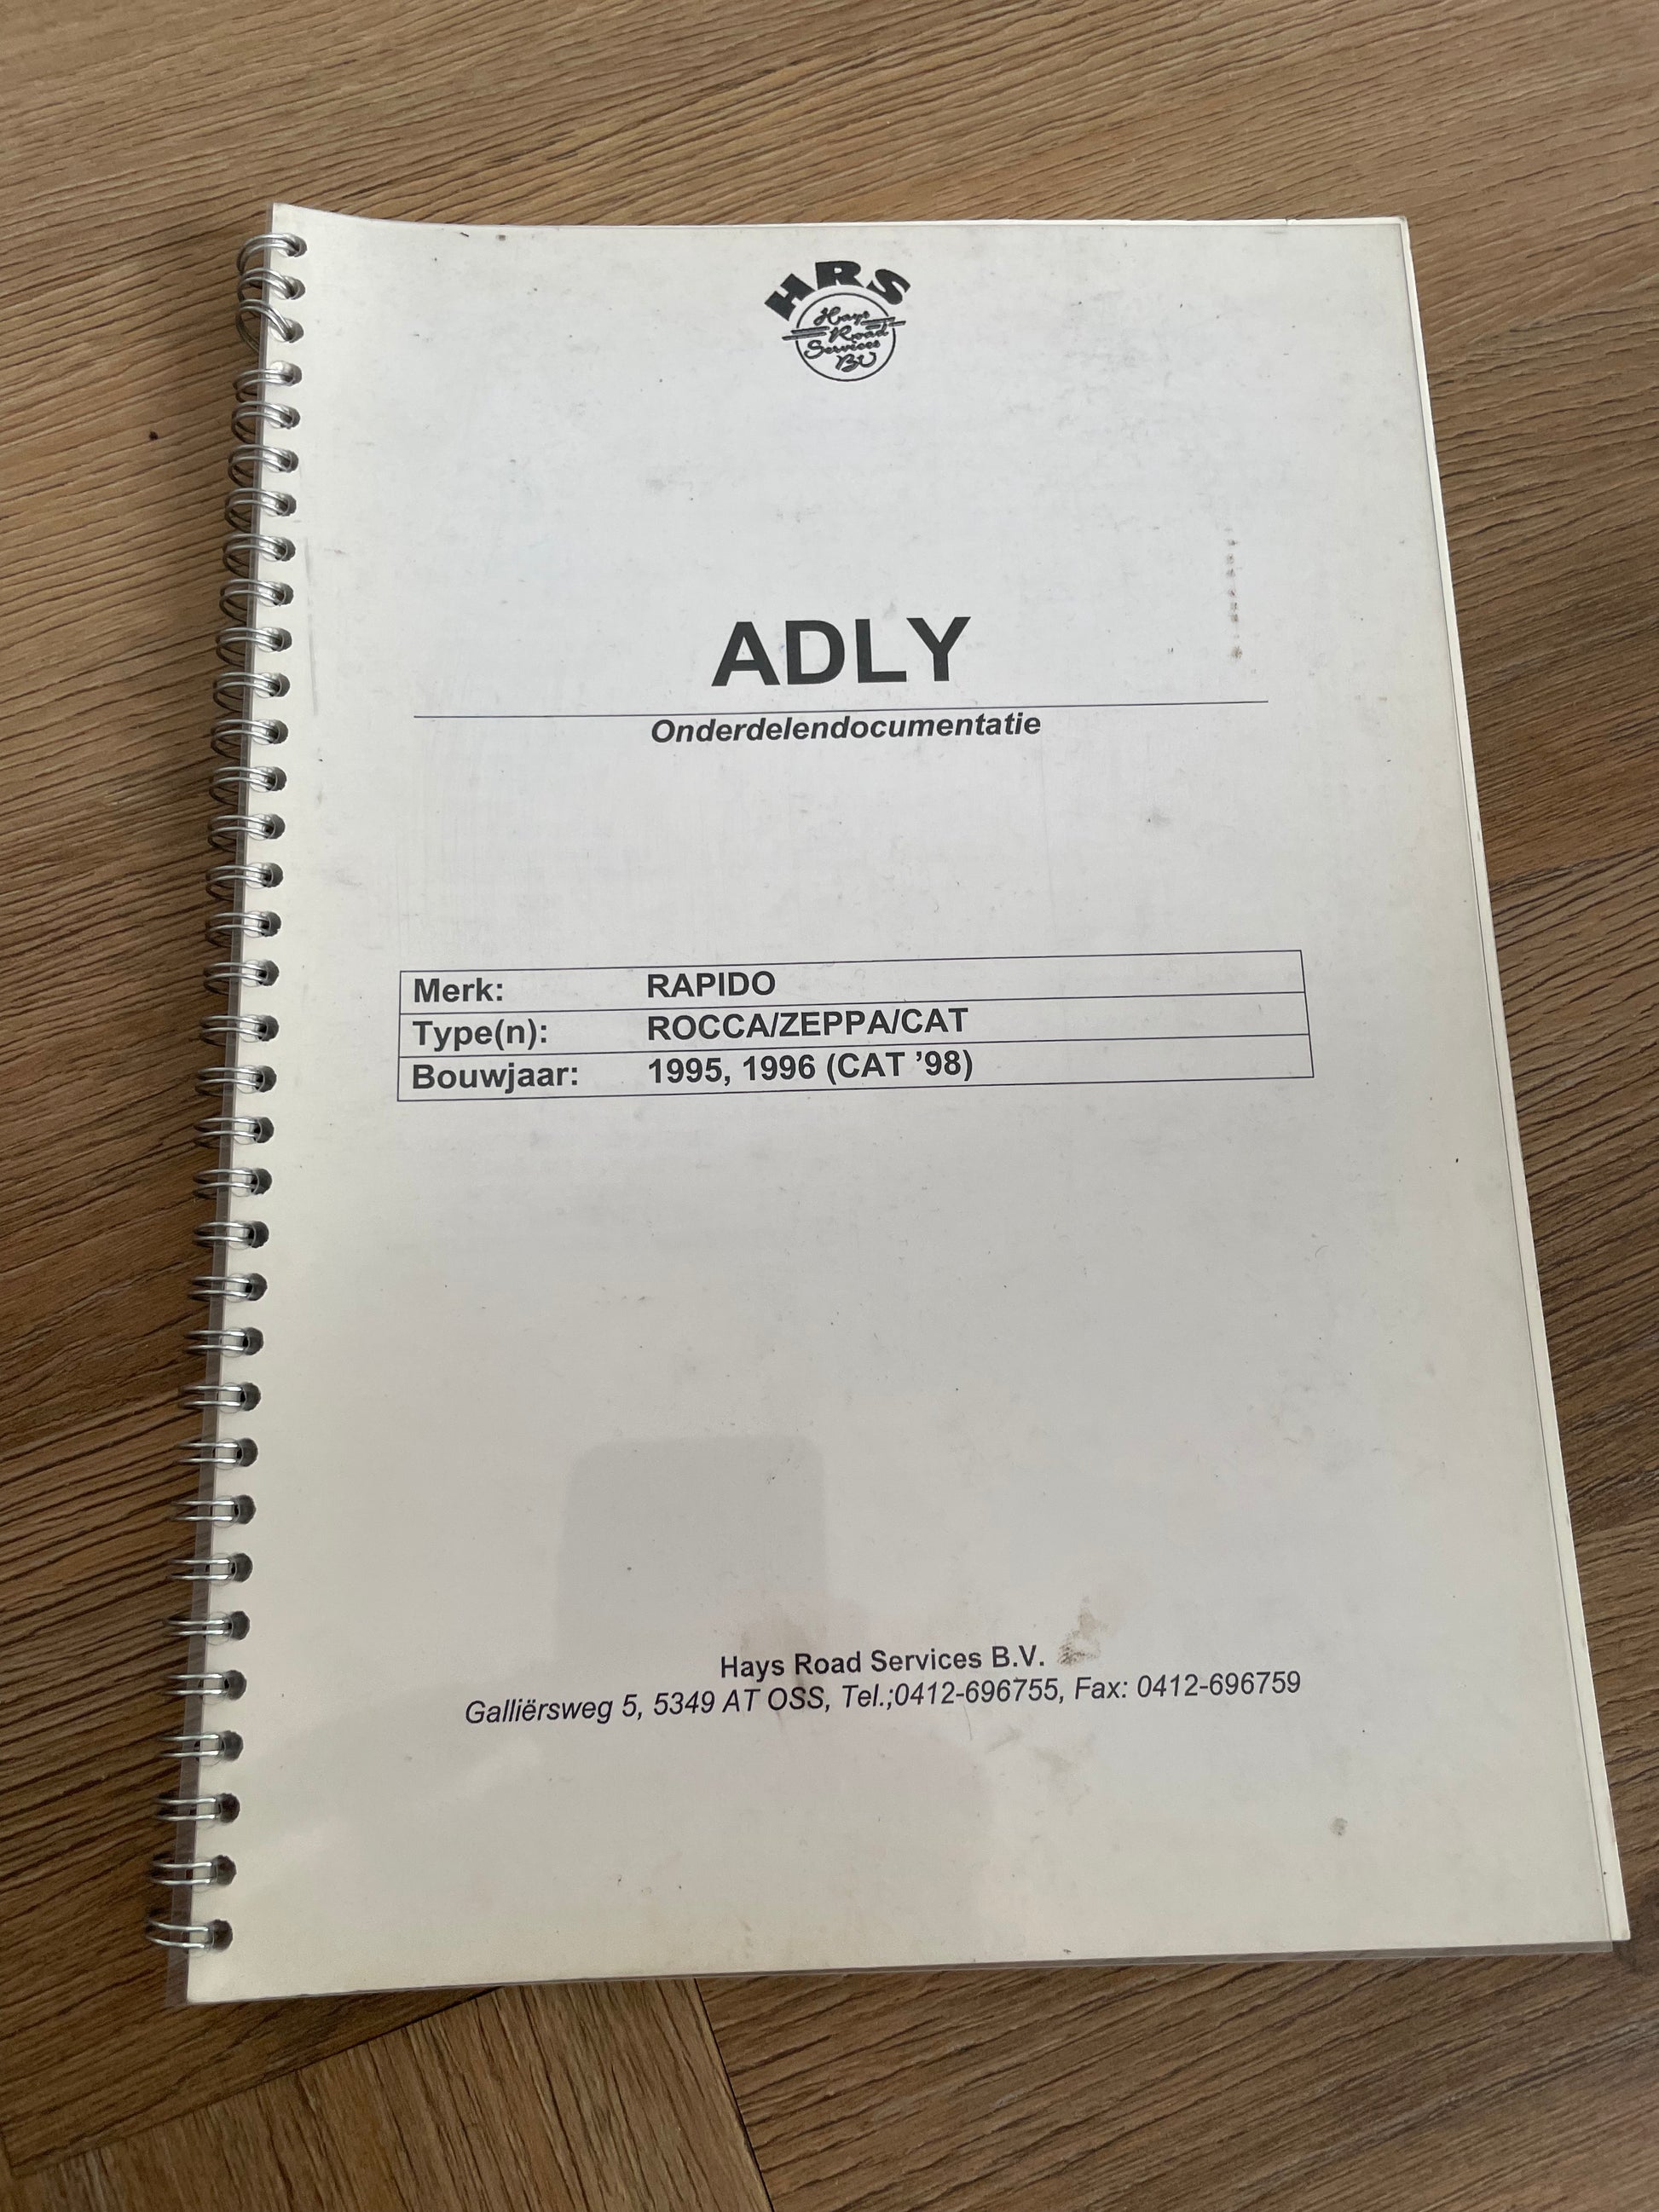 HRS
Hays
Road
Services
BV
ADLY
Onderdelendocumentatie
Merk: RAPIDO
Type(n): ROCCA/ZEPPA/CAT
Bouwjaar: 1995, 1996 (CAT ’98)
Hays Road Services B.V.
Galliërsweg 5, 5349 AT OSS, Tel.;0412-696755, Fax: 0412-696759